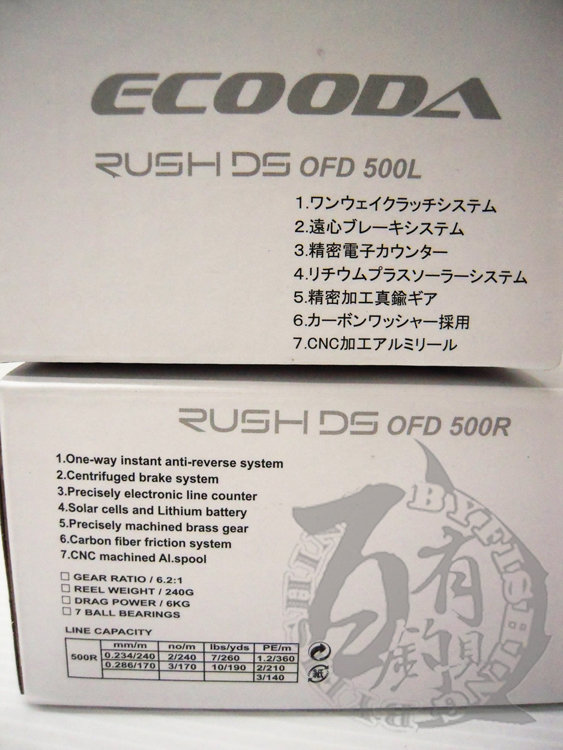 ECOODA
RUSH DS OFD 500L
1.ワンウェイクラッチシステム
2.遠心ブレーキシステム
3.精密電子カウンター
4.リチウムプラスソーラーシステム
5.精密加工真鍮ギア
6.カーボンワッシャー採用
7.CNC加工アルミリール
RUSH DS OFD 500R
1.One-way instant anti-reverse system
2.Centrifuged brake system
3.Precisely electronic line counter
4.Solar cells and Lithium battery
5.Precisely machined brass gear
6.Carbon fiber friction system
7.CNC machined Al.spool
GEAR RATIO / 6.2:1
REEL WEIGHT / 240G
DRAG POWER / 6KG
7 BALL BEARINGS
LINE CAPACITY
mm/m no/m lbs/yds PE/m
500R 0.234/240 2/240 7/260 1.2/360
0.286/170 3/170 10/190 2/210
3/140
百有釣具
BYFISHING